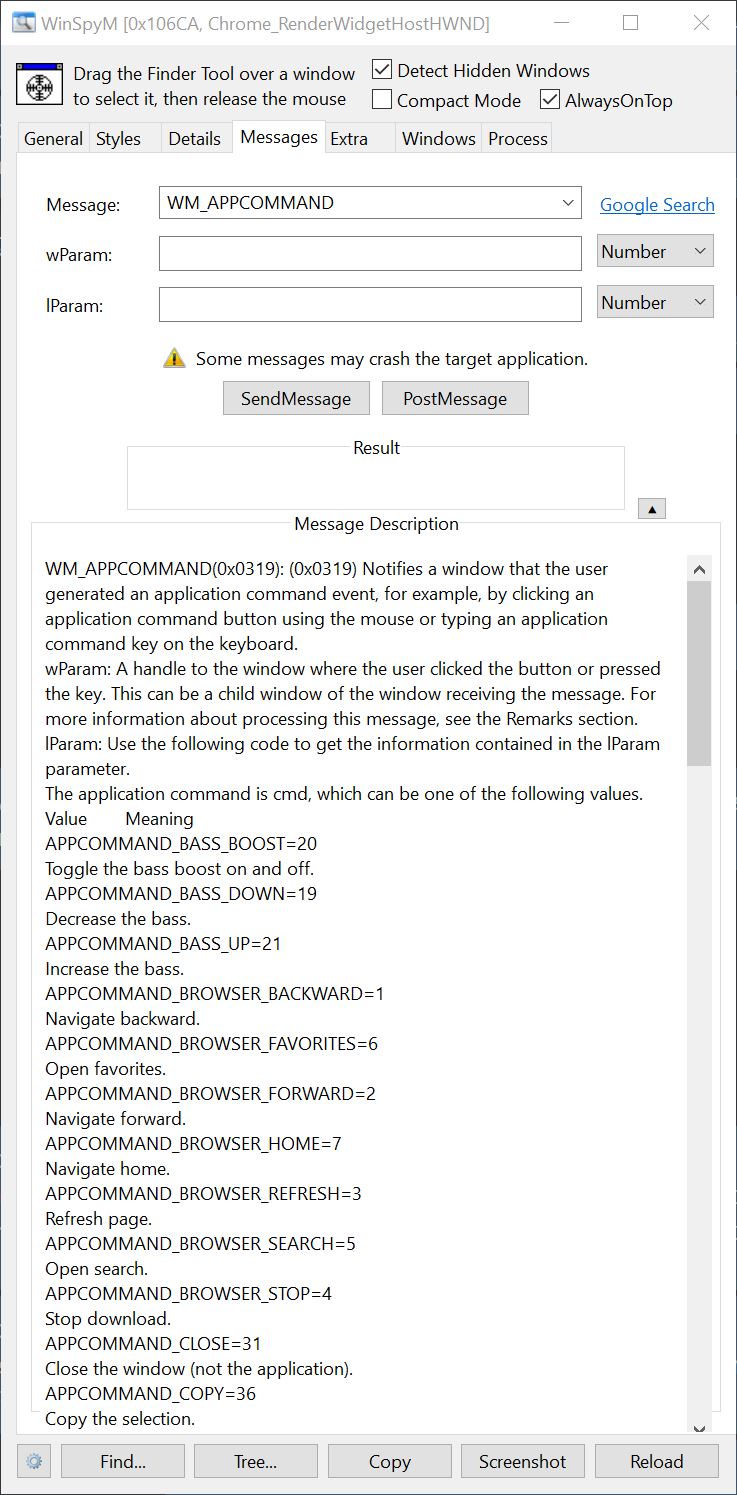 WinSpyM [0x106CA, Chrome_RenderWidgetHostHWND]
Drag the Finder Tool over a window
to select it, then release the mouse
Detect Hidden Windows
Compact Mode
AlwaysOnTop
General
Styles
Details
Messages
Extra
Windows
Process
Message:
WM_APPCOMMAND
Google Search
wParam:
Number
lParam:
Number
Some messages may crash the target application.
SendMessage
PostMessage
Result
▲
Message Description
WM_APPCOMMAND(0x0319): (0x0319) Notifies a window that the user
generated an application command event, for example, by clicking an
application command button using the mouse or typing an application
command key on the keyboard.
wParam: A handle to the window where the user clicked the button or pressed
the key. This can be a child window of the window receiving the message. For
more information about processing this message, see the Remarks section.
lParam: Use the following code to get the information contained in the lParam
parameter.
The application command is cmd, which can be one of the following values.
Value Meaning
APPCOMMAND_BASS_BOOST=20
Toggle the bass boost on and off.
APPCOMMAND_BASS_DOWN=19
Decrease the bass.
APPCOMMAND_BASS_UP=21
Increase the bass.
APPCOMMAND_BROWSER_BACKWARD=1
Navigate backward.
APPCOMMAND_BROWSER_FAVORITES=6
Open favorites.
APPCOMMAND_BROWSER_FORWARD=2
Navigate forward.
APPCOMMAND_BROWSER_HOME=7
Navigate home.
APPCOMMAND_BROWSER_REFRESH=3
Refresh page.
APPCOMMAND_BROWSER_SEARCH=5
Open search.
APPCOMMAND_BROWSER_STOP=4
Stop download.
APPCOMMAND_CLOSE=31
Close the window (not the application).
APPCOMMAND_COPY=36
Copy the selection.
Find...
Tree...
Copy
Screenshot
Reload